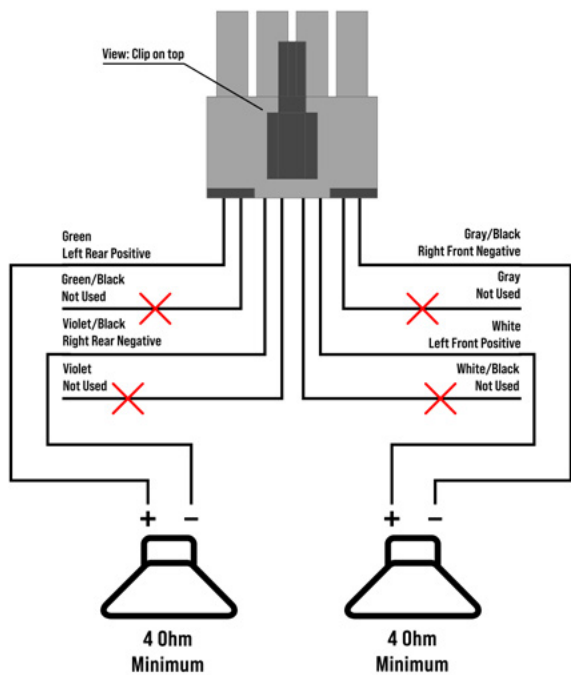 View: Clip on top
Green
Left Rear Positive
Green/Black
Not Used
Violet/Black
Right Rear Negative
Violet
Not Used
Gray/Black
Right Front Negative
Gray
Not Used
White
Left Front Positive
White/Black
Not Used
+ −
+ −
4 Ohm
Minimum
4 Ohm
Minimum